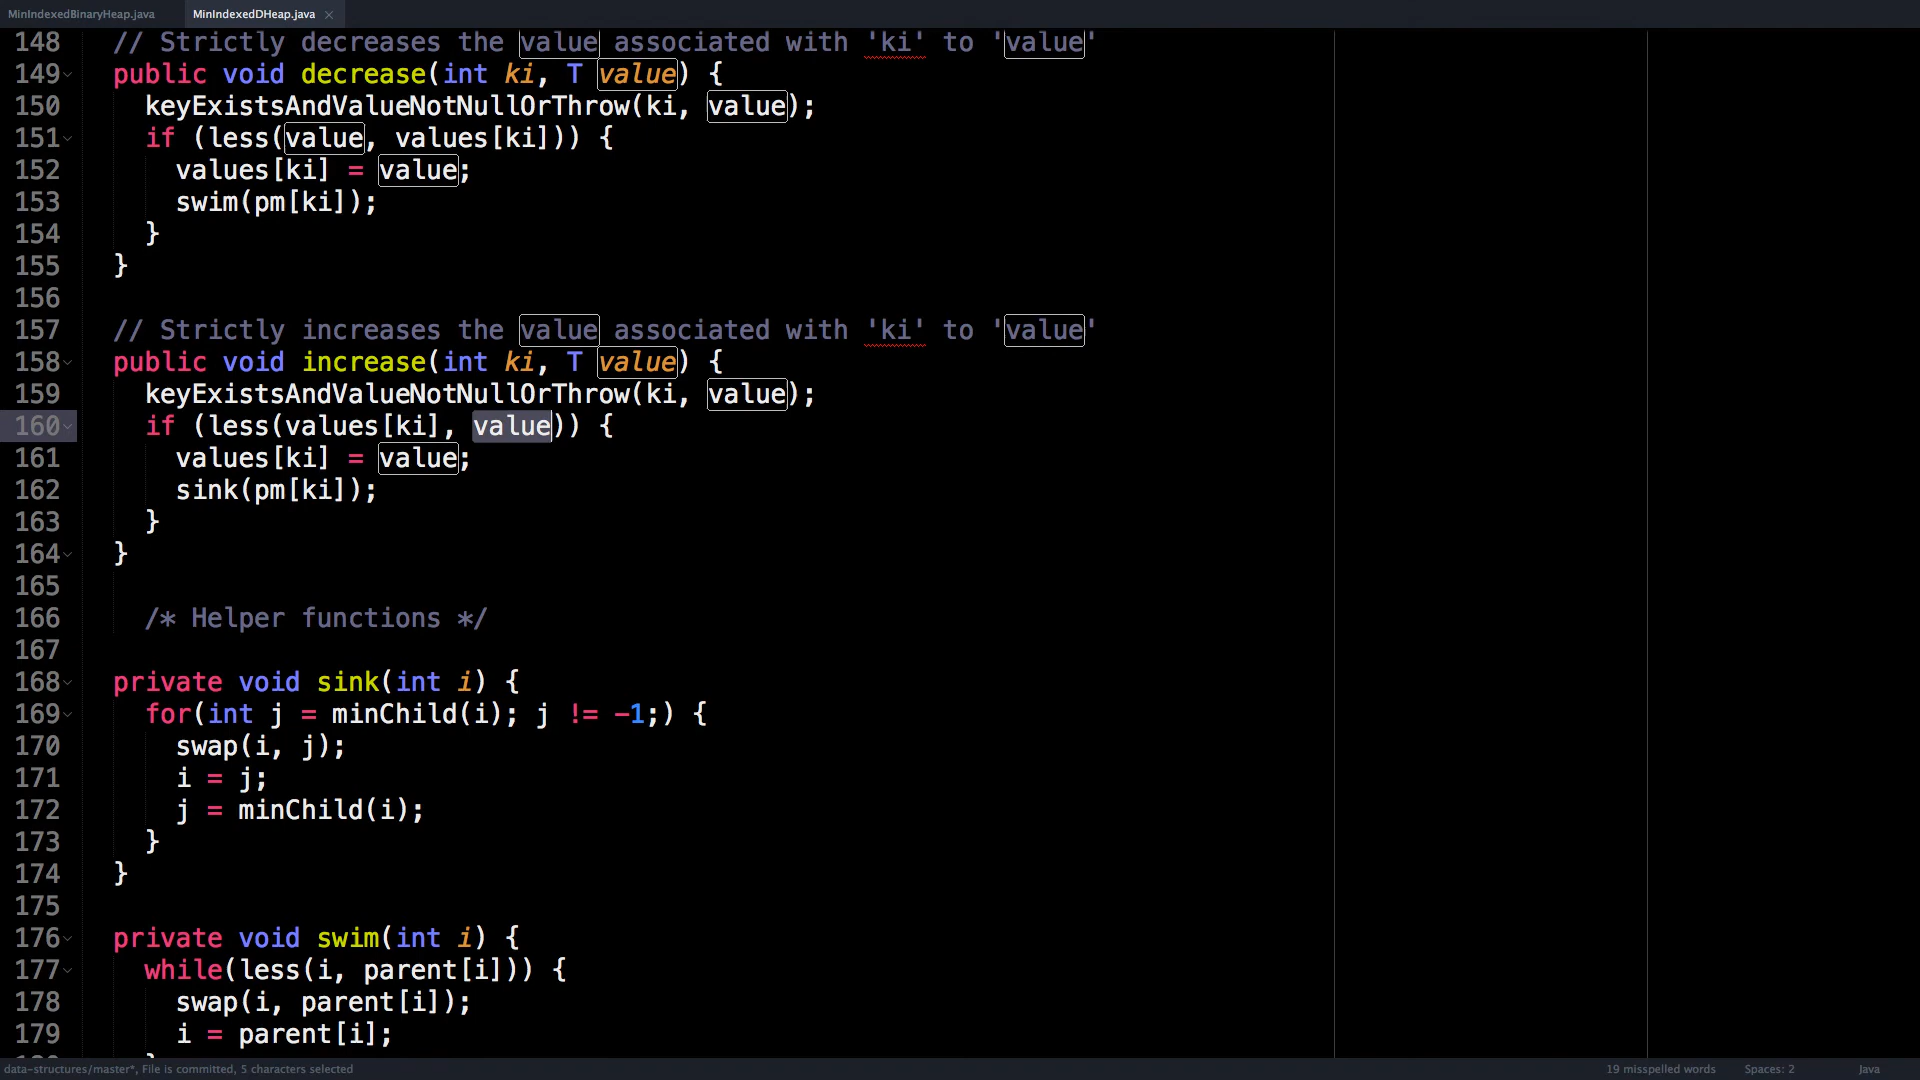 MinIndexedBinaryHeap.java MinIndexedDHeap.java ×
148 // Strictly decreases the value associated with 'ki' to 'value'
149 public void decrease(int ki, T value) {
150 keyExistsAndValueNotNullOrThrow(ki, value);
151 if (less(value, values[ki])) {
152 values[ki] = value;
153 swim(pm[ki]);
154 }
155 }
156
157 // Strictly increases the value associated with 'ki' to 'value'
158 public void increase(int ki, T value) {
159 keyExistsAndValueNotNullOrThrow(ki, value);
160 if (less(values[ki], value)) {
161 values[ki] = value;
162 sink(pm[ki]);
163 }
164 }
165
166 /* Helper functions */
167
168 private void sink(int i) {
169 for(int j = minChild(i); j != -1;) {
170 swap(i, j);
171 i = j;
172 j = minChild(i);
173 }
174 }
175
176 private void swim(int i) {
177 while(less(i, parent[i])) {
178 swap(i, parent[i]);
179 i = parent[i];
data-structures/master*, File is committed, 5 characters selected 19 misspelled words Spaces: 2 Java